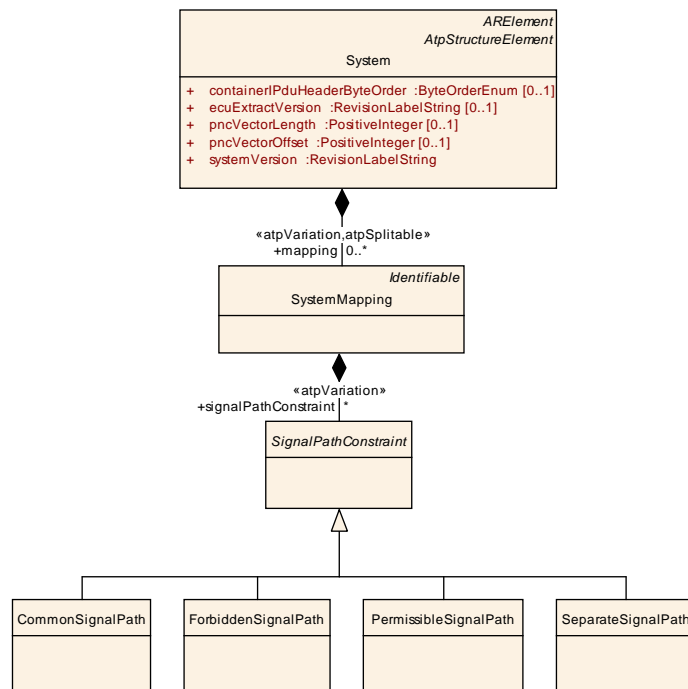 ARElement
AtpStructureElement
System
+ containerIPduHeaderByteOrder :ByteOrderEnum [0..1]
+ ecuExtractVersion :RevisionLabelString [0..1]
+ pncVectorLength :PositiveInteger [0..1]
+ pncVectorOffset :PositiveInteger [0..1]
+ systemVersion :RevisionLabelString
«atpVariation,atpSplitable»
+mapping 0..*
Identifiable
SystemMapping
«atpVariation»
+signalPathConstraint *
SignalPathConstraint
CommonSignalPath ForbiddenSignalPath PermissibleSignalPath SeparateSignalPath